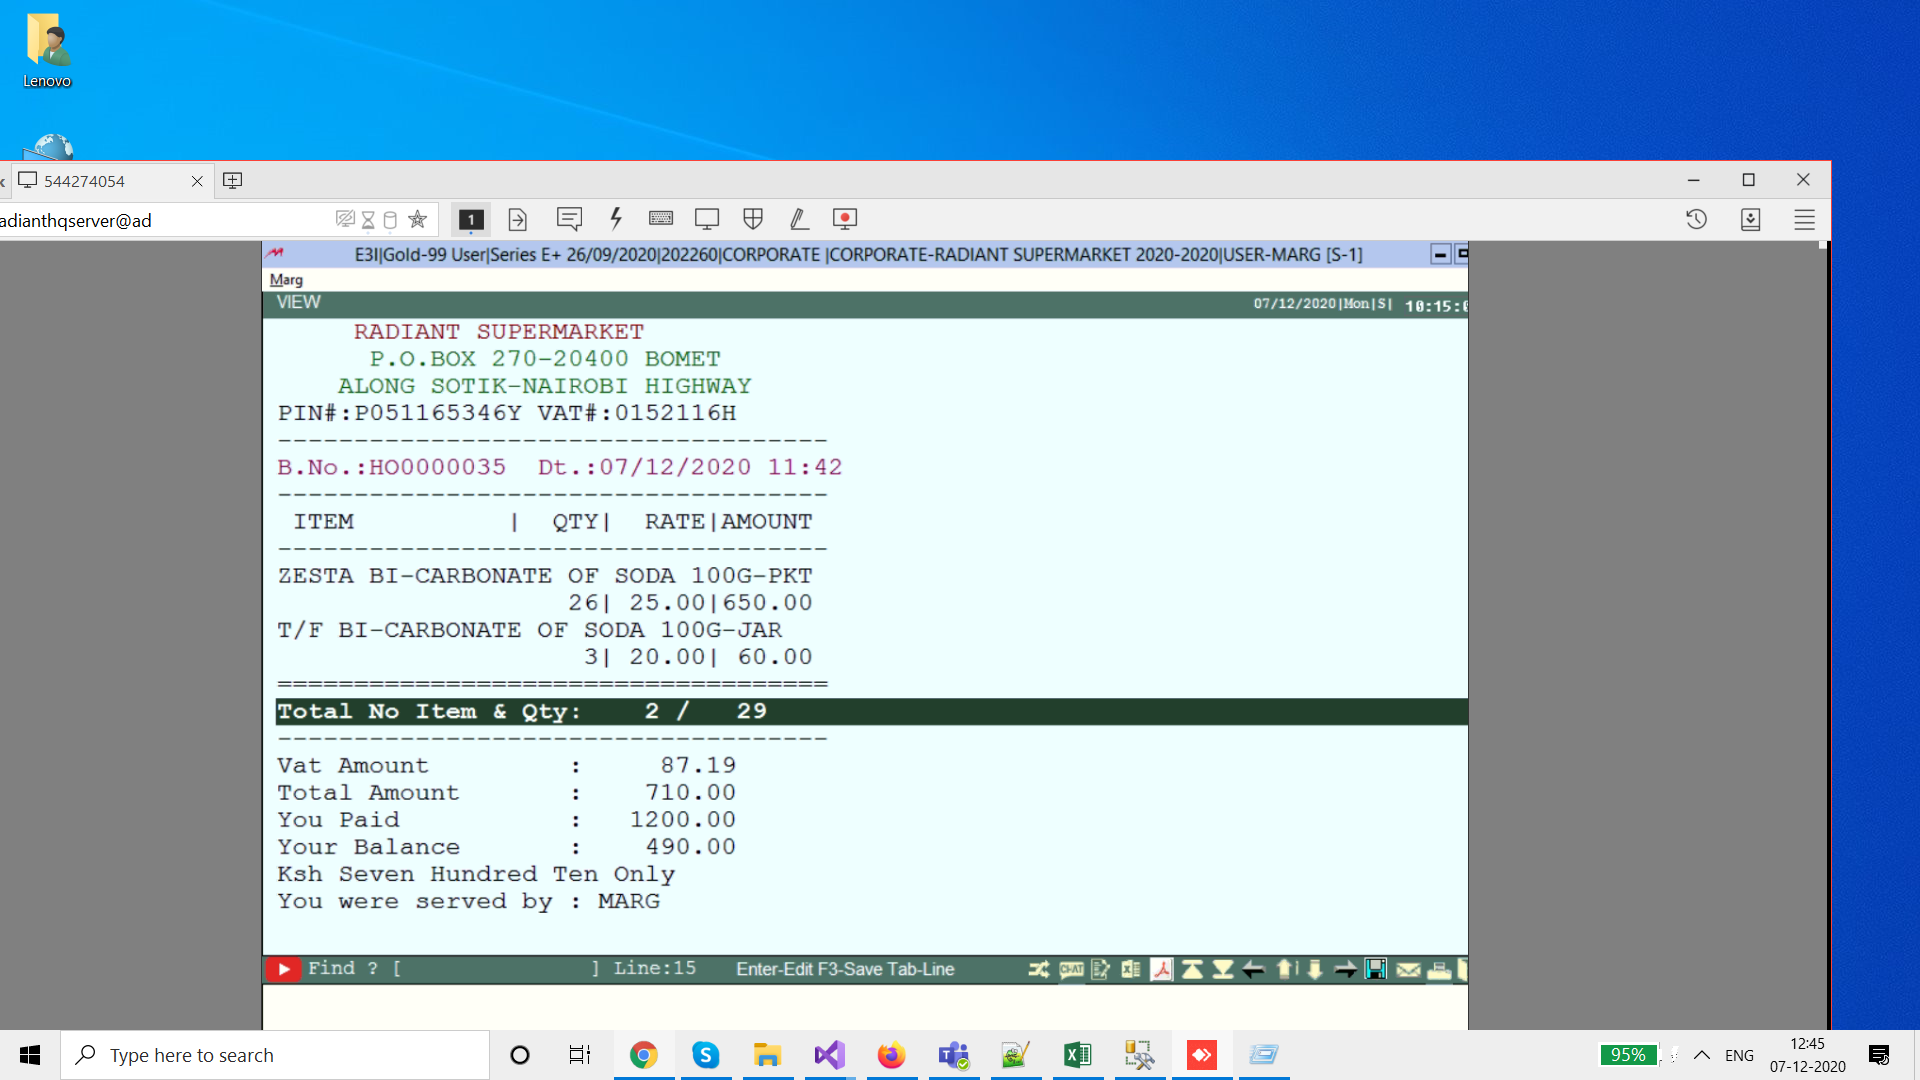 Lenovo
544274054
adianthqserver@ad
1
E3I|Gold-99 User|Series E+ 26/09/2020|202260|CORPORATE |CORPORATE-RADIANT SUPERMARKET 2020-2020|USER-MARG [S-1]
Marg
VIEW 07/12/2020|Mon|S| 10:15:0
RADIANT SUPERMARKET
P.O.BOX 270-20400 BOMET
ALONG SOTIK-NAIROBI HIGHWAY
PIN#:P051165346Y VAT#:0152116H
------------------------------------
B.No.:HO0000035 Dt.:07/12/2020 11:42
------------------------------------
ITEM | QTY| RATE|AMOUNT
------------------------------------
ZESTA BI-CARBONATE OF SODA 100G-PKT
26| 25.00|650.00
T/F BI-CARBONATE OF SODA 100G-JAR
3| 20.00| 60.00
====================================
Total No Item & Qty: 2 / 29
------------------------------------
Vat Amount : 87.19
Total Amount : 710.00
You Paid : 1200.00
Your Balance : 490.00
Ksh Seven Hundred Ten Only
You were served by : MARG
Find ? [ ] Line:15 Enter-Edit F3-Save Tab-Line CHAT
Type here to search
95% ENG 12:45
07-12-2020